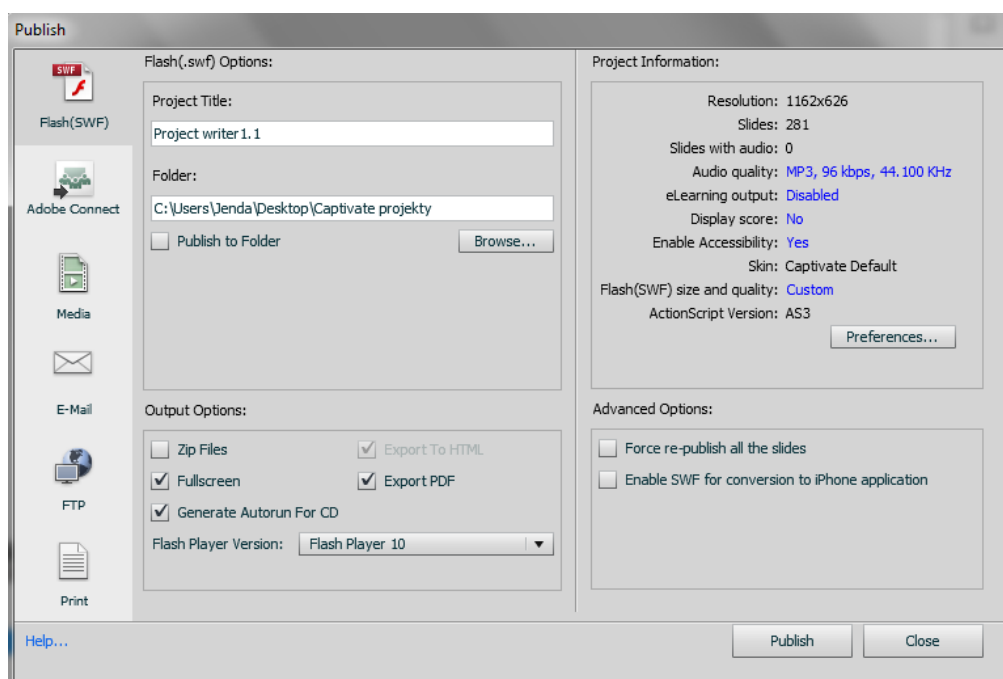 Publish
SWF
Flash(SWF)
Adobe Connect
Media
E-Mail
FTP
Print
Flash(.swf) Options:
Project Title:
Project writer1.1
Folder:
C:\Users\Jenda\Desktop\Captivate projekty
Publish to Folder
Browse...
Output Options:
Zip Files
Export To HTML
Fullscreen
Export PDF
Generate Autorun For CD
Flash Player Version: Flash Player 10
Project Information:
Resolution: 1162x626
Slides: 281
Slides with audio: 0
Audio quality: MP3, 96 kbps, 44.100 KHz
eLearning output: Disabled
Display score: No
Enable Accessibility: Yes
Skin: Captivate Default
Flash(SWF) size and quality: Custom
ActionScript Version: AS3
Preferences...
Advanced Options:
Force re-publish all the slides
Enable SWF for conversion to iPhone application
Help...
Publish
Close